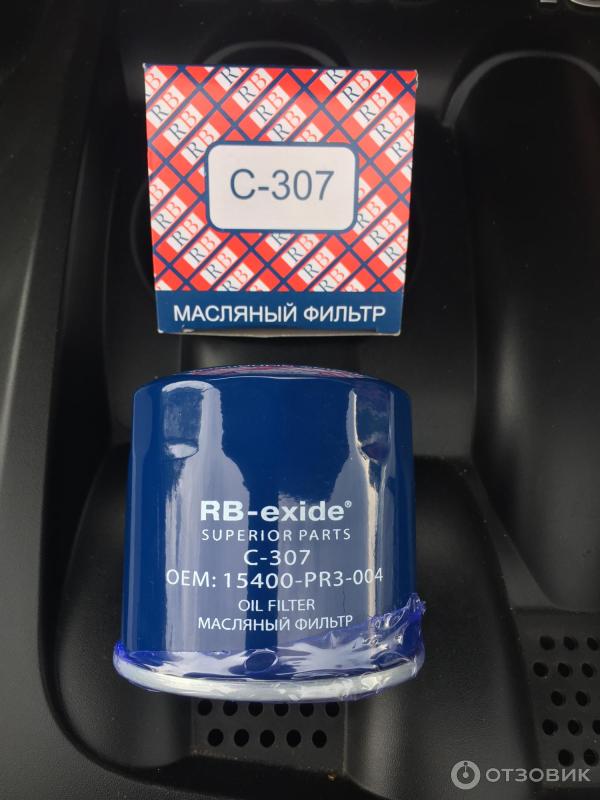 C-307
МАСЛЯНЫЙ ФИЛЬТР
RB-exide®
SUPERIOR PARTS
C-307
OEM: 15400-PR3-004
OIL FILTER
МАСЛЯНЫЙ ФИЛЬТР
ОТЗОВИК